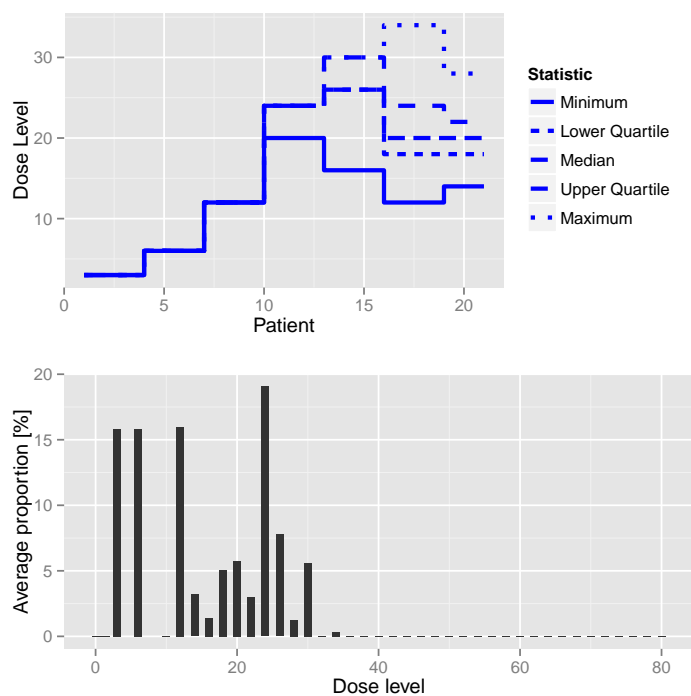 30
20
10
Dose Level
0
5
10
15
20
Patient
Statistic
Minimum
Lower Quartile
Median
Upper Quartile
Maximum
20
15
10
5
0
Average proportion [%]
0
20
40
60
80
Dose level